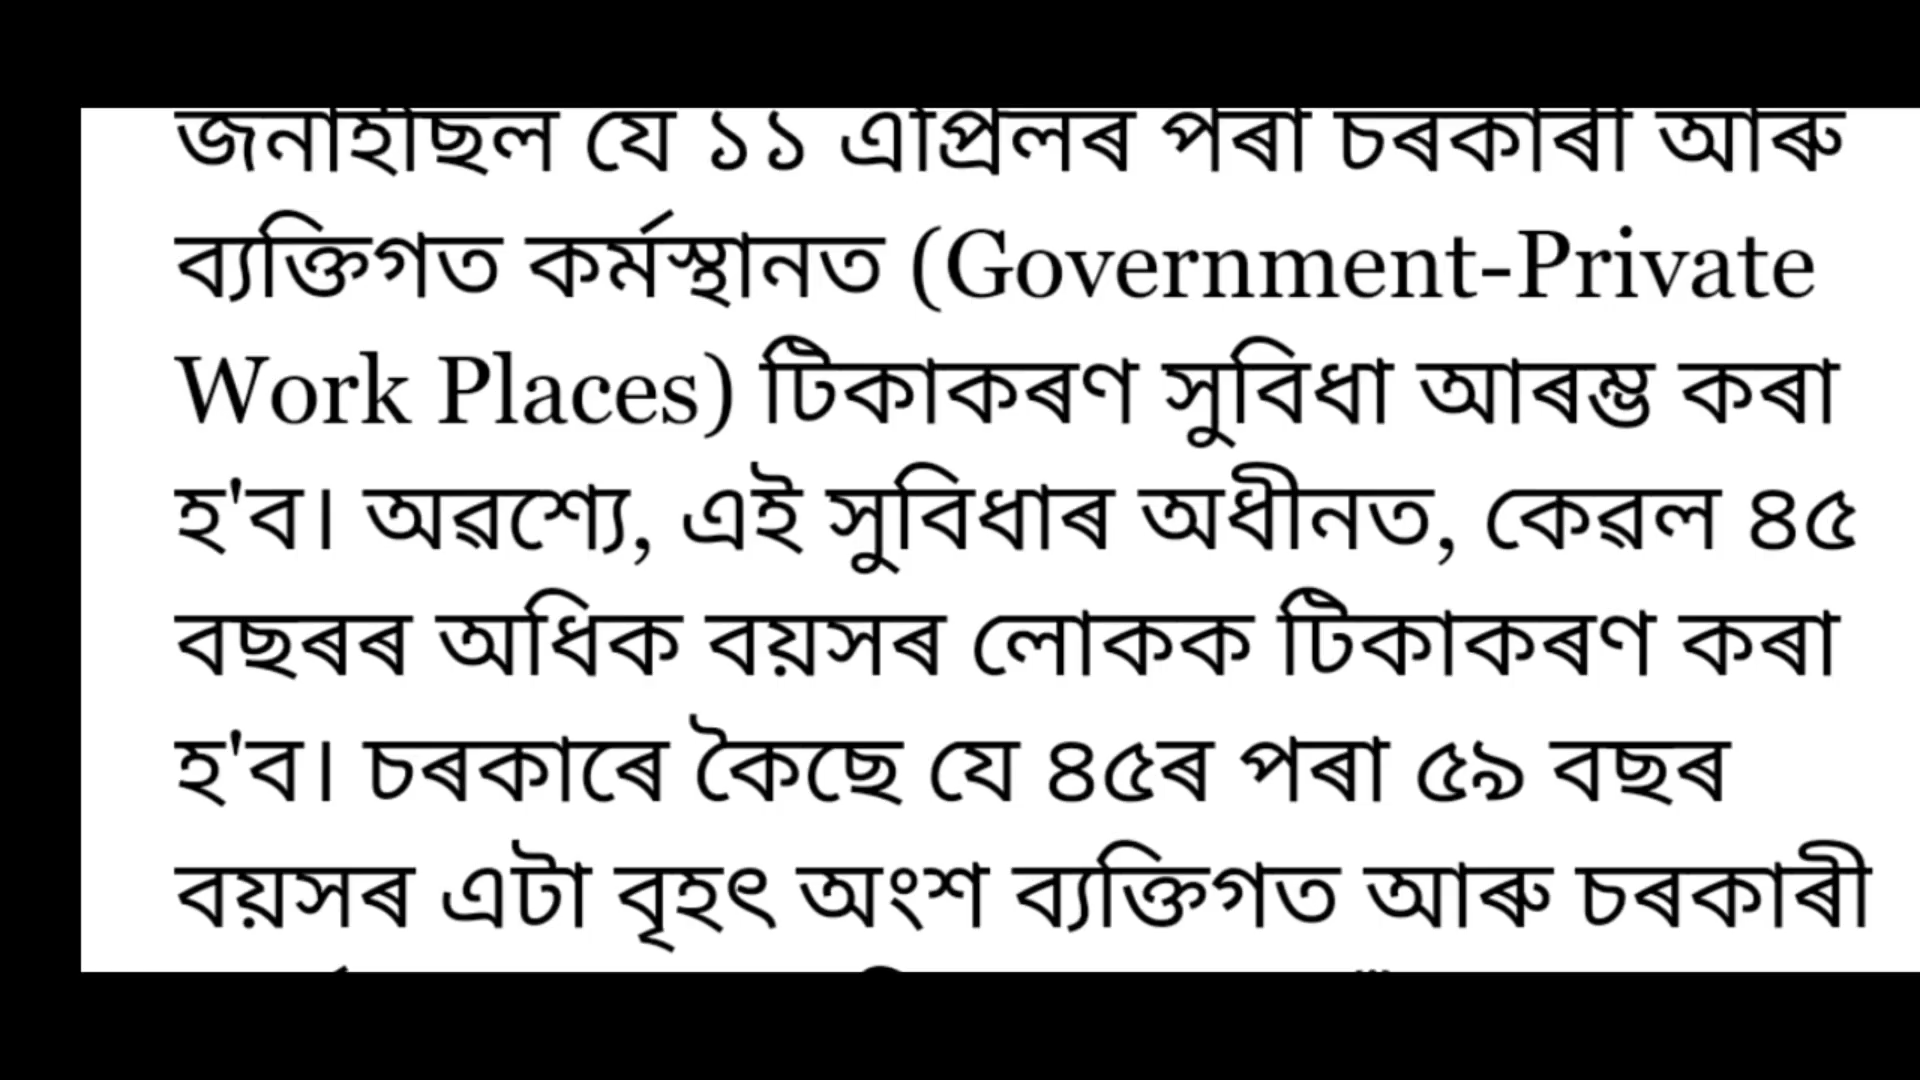 জনাইছিল যে ১১ এপ্ৰিলৰ পৰা চৰকাৰী আৰু
ব্যক্তিগত কৰ্মস্থানত (Government-Private
Work Places) টিকাকৰণ সুবিধা আৰম্ভ কৰা
হ'ব। অৱশ্যে, এই সুবিধাৰ অধীনত, কেৱল ৪৫
বছৰৰ অধিক বয়সৰ লোকক টিকাকৰণ কৰা
হ'ব। চৰকাৰে কৈছে যে ৪৫ৰ পৰা ৫৯ বছৰ
বয়সৰ এটা বৃহৎ অংশ ব্যক্তিগত আৰু চৰকাৰী